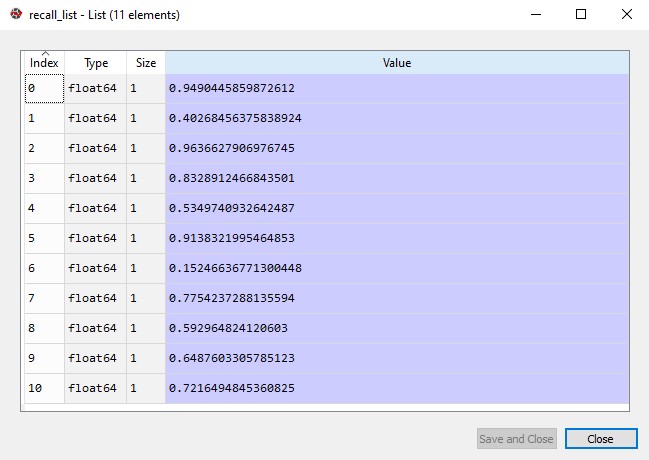 recall_list - List (11 elements)
Index Type Size Value
0 float64 1 0.9490445859872612
1 float64 1 0.40268456375838924
2 float64 1 0.9636627906976745
3 float64 1 0.8328912466843501
4 float64 1 0.5349740932642487
5 float64 1 0.9138321995464853
6 float64 1 0.15246636771300448
7 float64 1 0.7754237288135594
8 float64 1 0.592964824120603
9 float64 1 0.6487603305785123
10 float64 1 0.7216494845360825
Save and Close Close